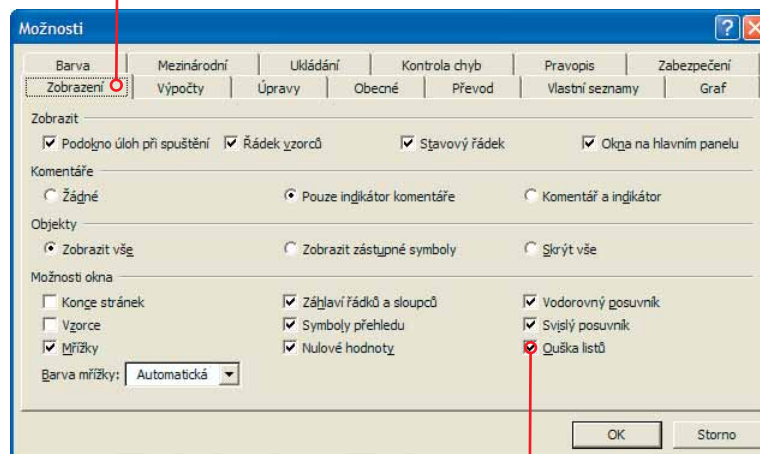 Možnosti
Barva Mezinárodní Ukládání Kontrola chyb Pravopis Zabezpečení
Zobrazení Výpočty Úpravy Obecné Převod Vlastní seznamy Graf
Zobrazit
Podokno úloh při spuštění Řádek vzorců Stavový řádek Okna na hlavním panelu
Komentáře
Žádné Pouze indikátor komentáře Komentář a indikátor
Objekty
Zobrazit vše Zobrazit zástupné symboly Skrýt vše
Možnosti okna
Konce stránek Záhlaví řádků a sloupců Vodorovný posuvník
Vzorce Symboly přehledu Svislý posuvník
Mřížky Nulové hodnoty Ouška listů
Barva mřížky: Automatická
OK Storno